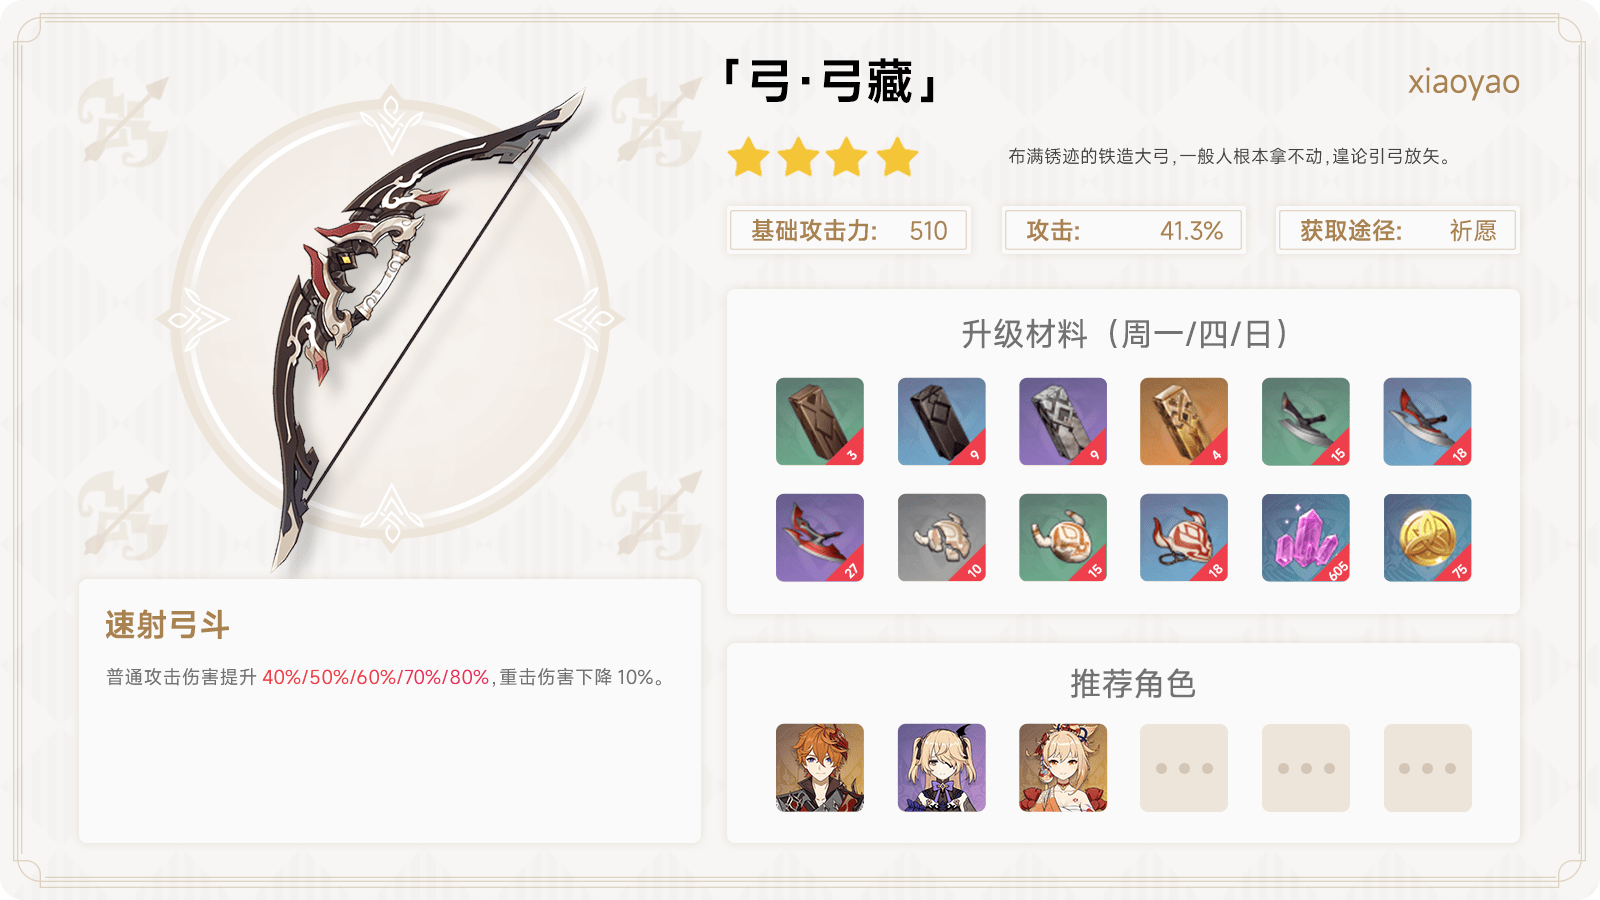 「弓·弓藏」
xiaoyao
布满锈迹的铁造大弓,一般人根本拿不动,遑论引弓放矢。
基础攻击力: 510
攻击: 41.3%
获取途径: 祈愿
升级材料（周一/四/日）
3 9 9 4 15 18
27 10 15 18 605 75
速射弓斗
普通攻击伤害提升 40%/50%/60%/70%/80%,重击伤害下降 10%。
推荐角色